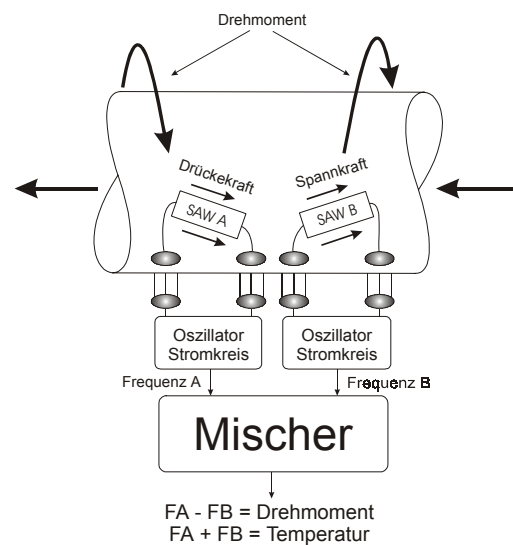 Drehmoment
Drückekraft
Spannkraft
SAW A
SAW B
Oszillator
Stromkreis
Oszillator
Stromkreis
Frequenz A
Frequenz B
Mischer
FA - FB = Drehmoment
FA + FB = Temperatur